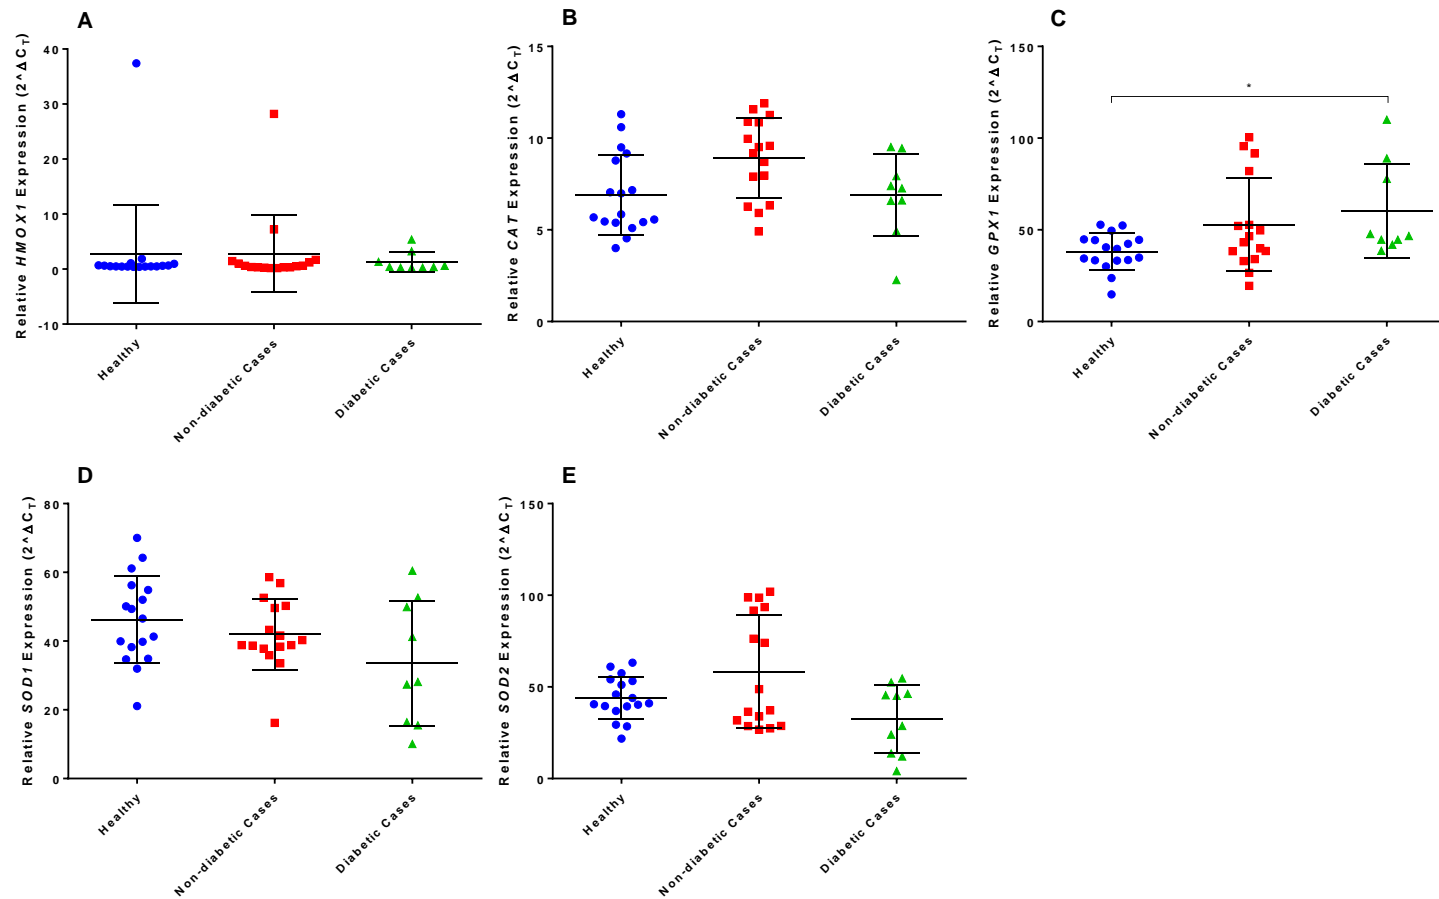 A
Relative HMOX1 Expression (2^ΔCT)
40
30
20
10
0
-10
Healthy
Non-diabetic Cases
Diabetic Cases
B
Relative CAT Expression (2^ΔCT)
15
10
5
0
Healthy
Non-diabetic Cases
Diabetic Cases
C
Relative GPX1 Expression (2^ΔCT)
150
100
50
0
*
Healthy
Non-diabetic Cases
Diabetic Cases
D
Relative SOD1 Expression (2^ΔCT)
80
60
40
20
0
Healthy
Non-diabetic Cases
Diabetic Cases
E
Relative SOD2 Expression (2^ΔCT)
150
100
50
0
Healthy
Non-diabetic Cases
Diabetic Cases